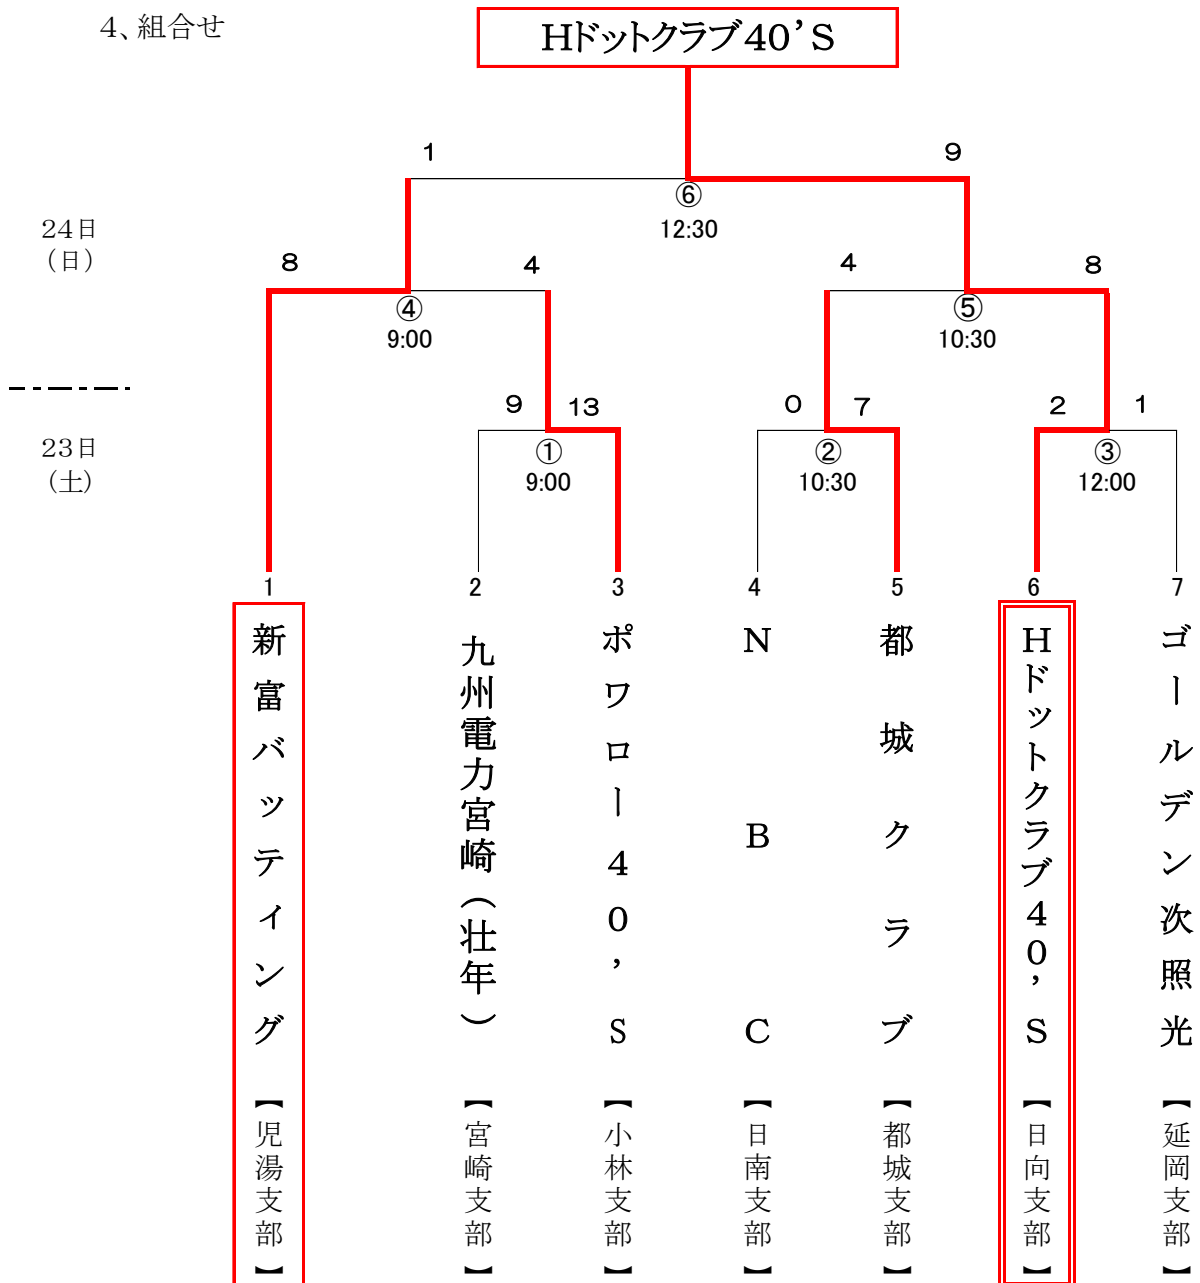 4、組合せ
Hドットクラブ40’S
1
9
⑥
12:30
24日
（日）
8
4
4
8
④
9:00
⑤
10:30
9
13
0
7
2
1
23日
（土）
①
9:00
②
10:30
③
12:00
1
2
3
4
5
6
7
新富バッティング【児湯支部】
九州電力宮崎（壮年）【宮崎支部】
ポワロー40’S【小林支部】
NBC【日南支部】
都城クラブ【都城支部】
Hドットクラブ40’S【日向支部】
ゴールデン次照光【延岡支部】